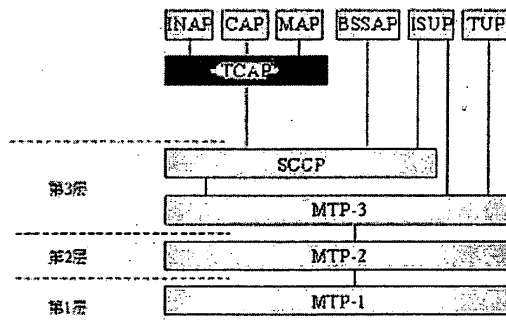 INAP CAP MAP BSSAP ISUP TUP
TCAP
SCCP
第3层
MTP-3
第2层
MTP-2
第1层
MTP-1